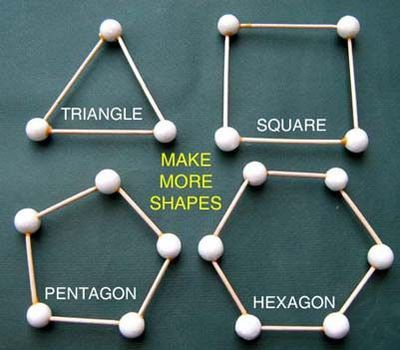 TRIANGLE
SQUARE
MAKE
MORE
SHAPES
PENTAGON
HEXAGON